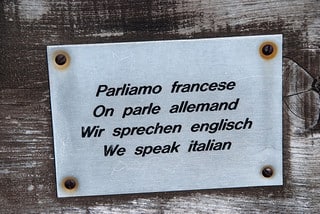 Parliamo francese
On parle allemand
Wir sprechen englisch
We speak italian